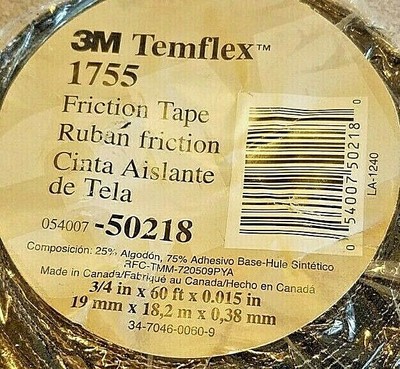 3M Temflex™
1755
Friction Tape
Ruban friction
Cinta Aislante
de Tela
054007-50218
Composición: 25% Algodón, 75% Adhesivo Base-Hule Sintético
RFC-TMM-720509PYA
Made in Canada/Fabriqué au Canada/Hecho en Canadá
3/4 in x 60 ft x 0.015 in
19 mm x 18,2 m x 0,38 mm
34-7046-0060-9
0 54007 50218 0
LA-1240